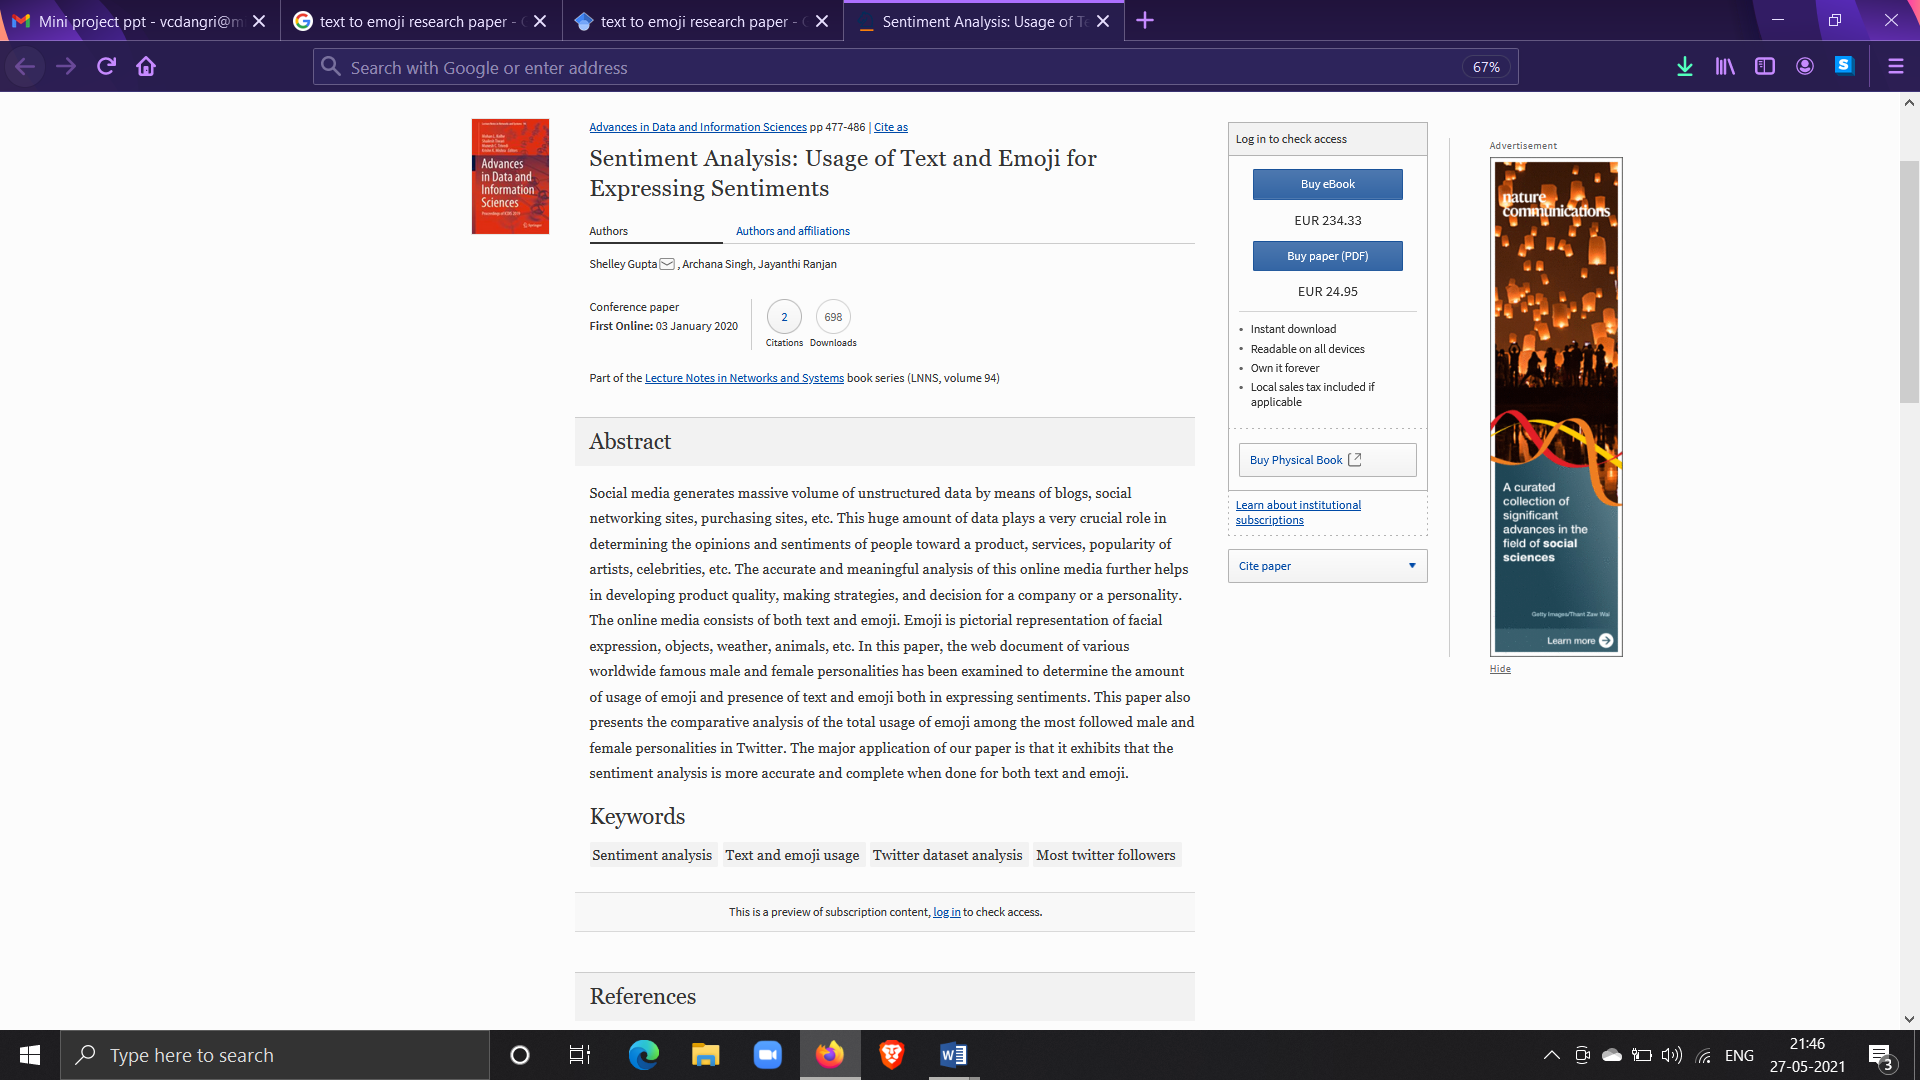 Mini project ppt - vcdangri@m
text to emoji research paper -
text to emoji research paper -
Sentiment Analysis: Usage of Te
Search with Google or enter address
67%
Advances in Data and Information Sciences
Advances in Data and Information Sciences pp 477-486 | Cite as
Sentiment Analysis: Usage of Text and Emoji for
Expressing Sentiments
Authors
Authors and affiliations
Shelley Gupta , Archana Singh, Jayanthi Ranjan
Conference paper
First Online: 03 January 2020
2
Citations
698
Downloads
Part of the Lecture Notes in Networks and Systems book series (LNNS, volume 94)
Abstract
Social media generates massive volume of unstructured data by means of blogs, social
networking sites, purchasing sites, etc. This huge amount of data plays a very crucial role in
determining the opinions and sentiments of people toward a product, services, popularity of
artists, celebrities, etc. The accurate and meaningful analysis of this online media further helps
in developing product quality, making strategies, and decision for a company or a personality.
The online media consists of both text and emoji. Emoji is pictorial representation of facial
expression, objects, weather, animals, etc. In this paper, the web document of various
worldwide famous male and female personalities has been examined to determine the amount
of usage of emoji and presence of text and emoji both in expressing sentiments. This paper also
presents the comparative analysis of the total usage of emoji among the most followed male and
female personalities in Twitter. The major application of our paper is that it exhibits that the
sentiment analysis is more accurate and complete when done for both text and emoji.
Keywords
Sentiment analysis Text and emoji usage Twitter dataset analysis Most twitter followers
This is a preview of subscription content, log in to check access.
References
Log in to check access
Buy eBook
EUR 234.33
Buy paper (PDF)
EUR 24.95
Instant download
Readable on all devices
Own it forever
Local sales tax included if
applicable
Buy Physical Book
Learn about institutional
subscriptions
Cite paper
Advertisement
nature
communications
A curated
collection of
significant
advances in the
field of social
sciences
Getty Images/Thant Zaw Wai
Learn more
Hide
Type here to search
ENG
21:46
27-05-2021
3